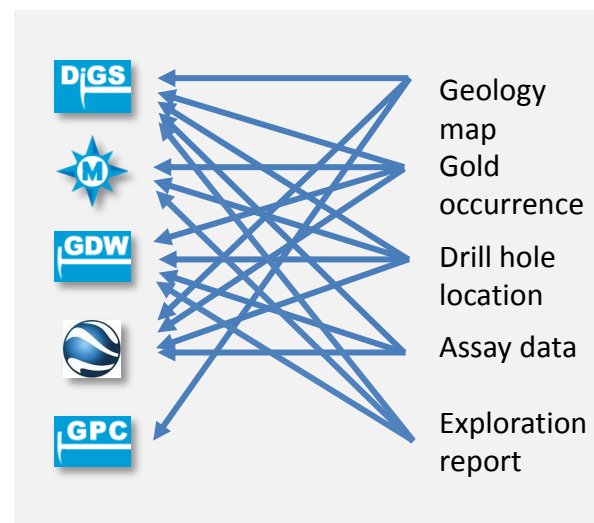 DiGS
Geology
map
M
Gold
occurrence
GDW
Drill hole
location
Assay data
GPC
Exploration
report